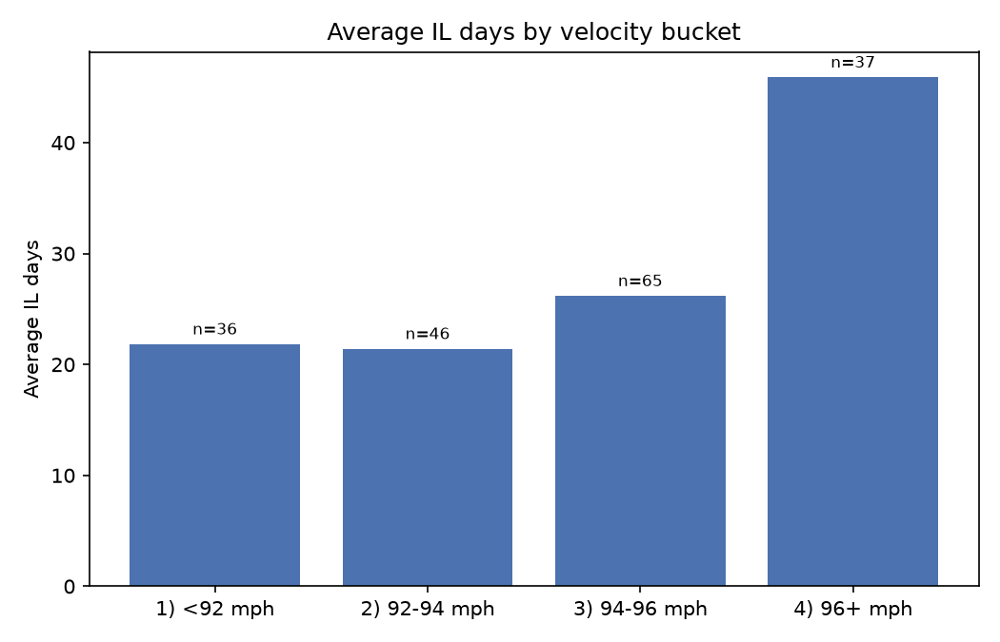 Average IL days by velocity bucket
n=37
40
Average IL days
30
n=65
n=36
n=46
20
10
0
1) <92 mph
2) 92-94 mph
3) 94-96 mph
4) 96+ mph